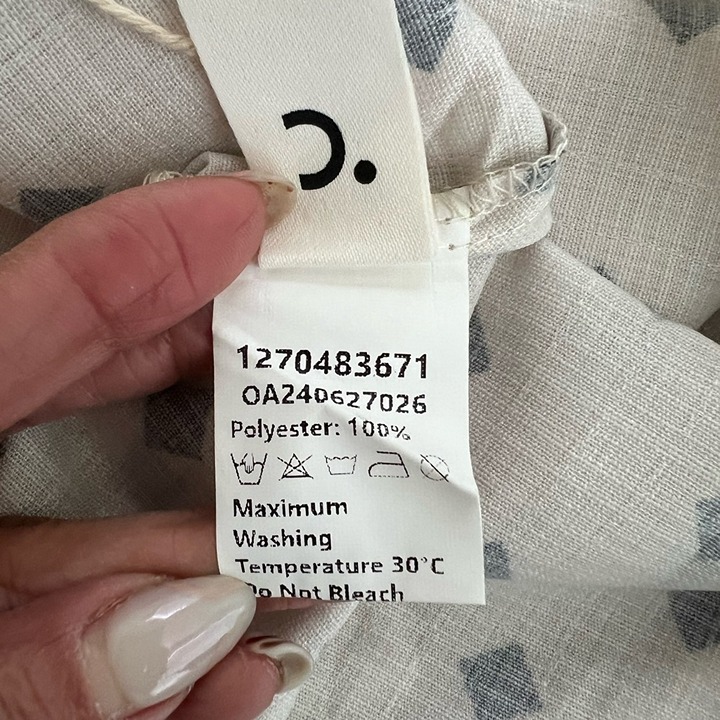 1270483671
OA240627026
Polyester: 100%
Maximum
Washing
Temperature 30°C
Do Not Bleach